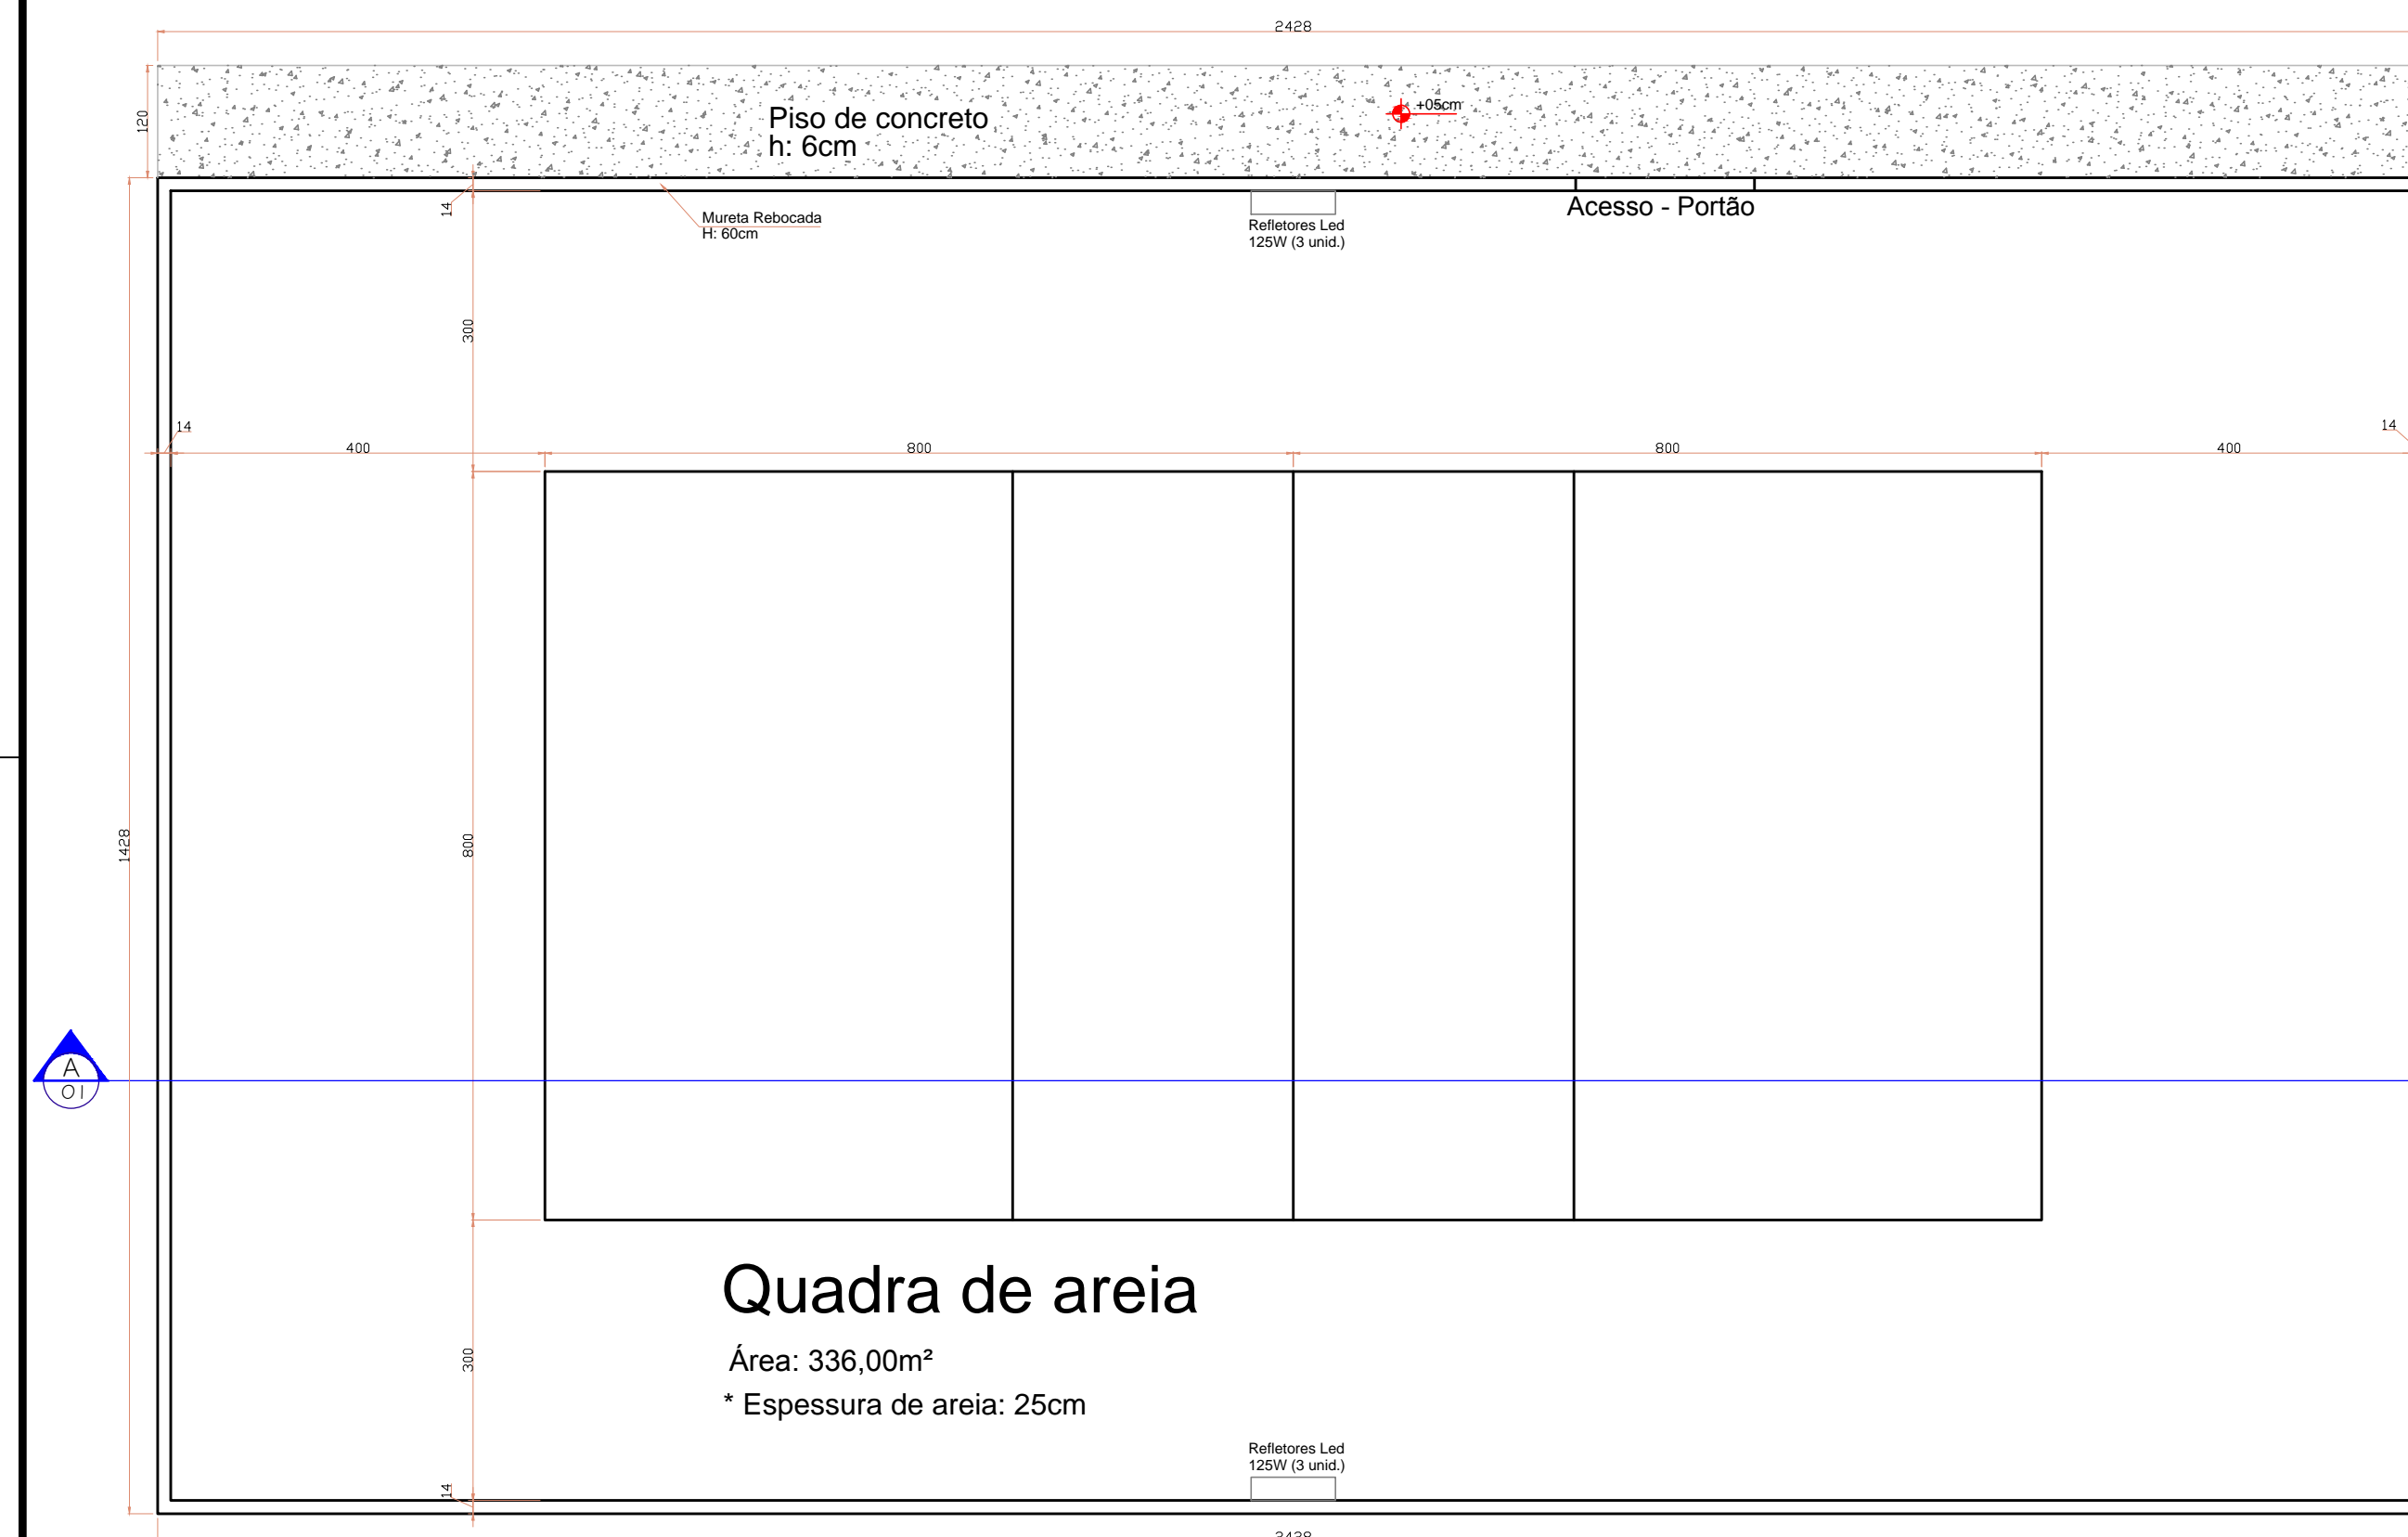 2428
120
Piso de concreto
h: 6cm
+05cm
14
Mureta Rebocada
H: 60cm
Refletores Led
125W (3 unid.)
Acesso - Portão
300
14
400
800
800
400
14
1428
800
A
01
Quadra de areia
Área: 336,00m²
* Espessura de areia: 25cm
300
Refletores Led
125W (3 unid.)
14